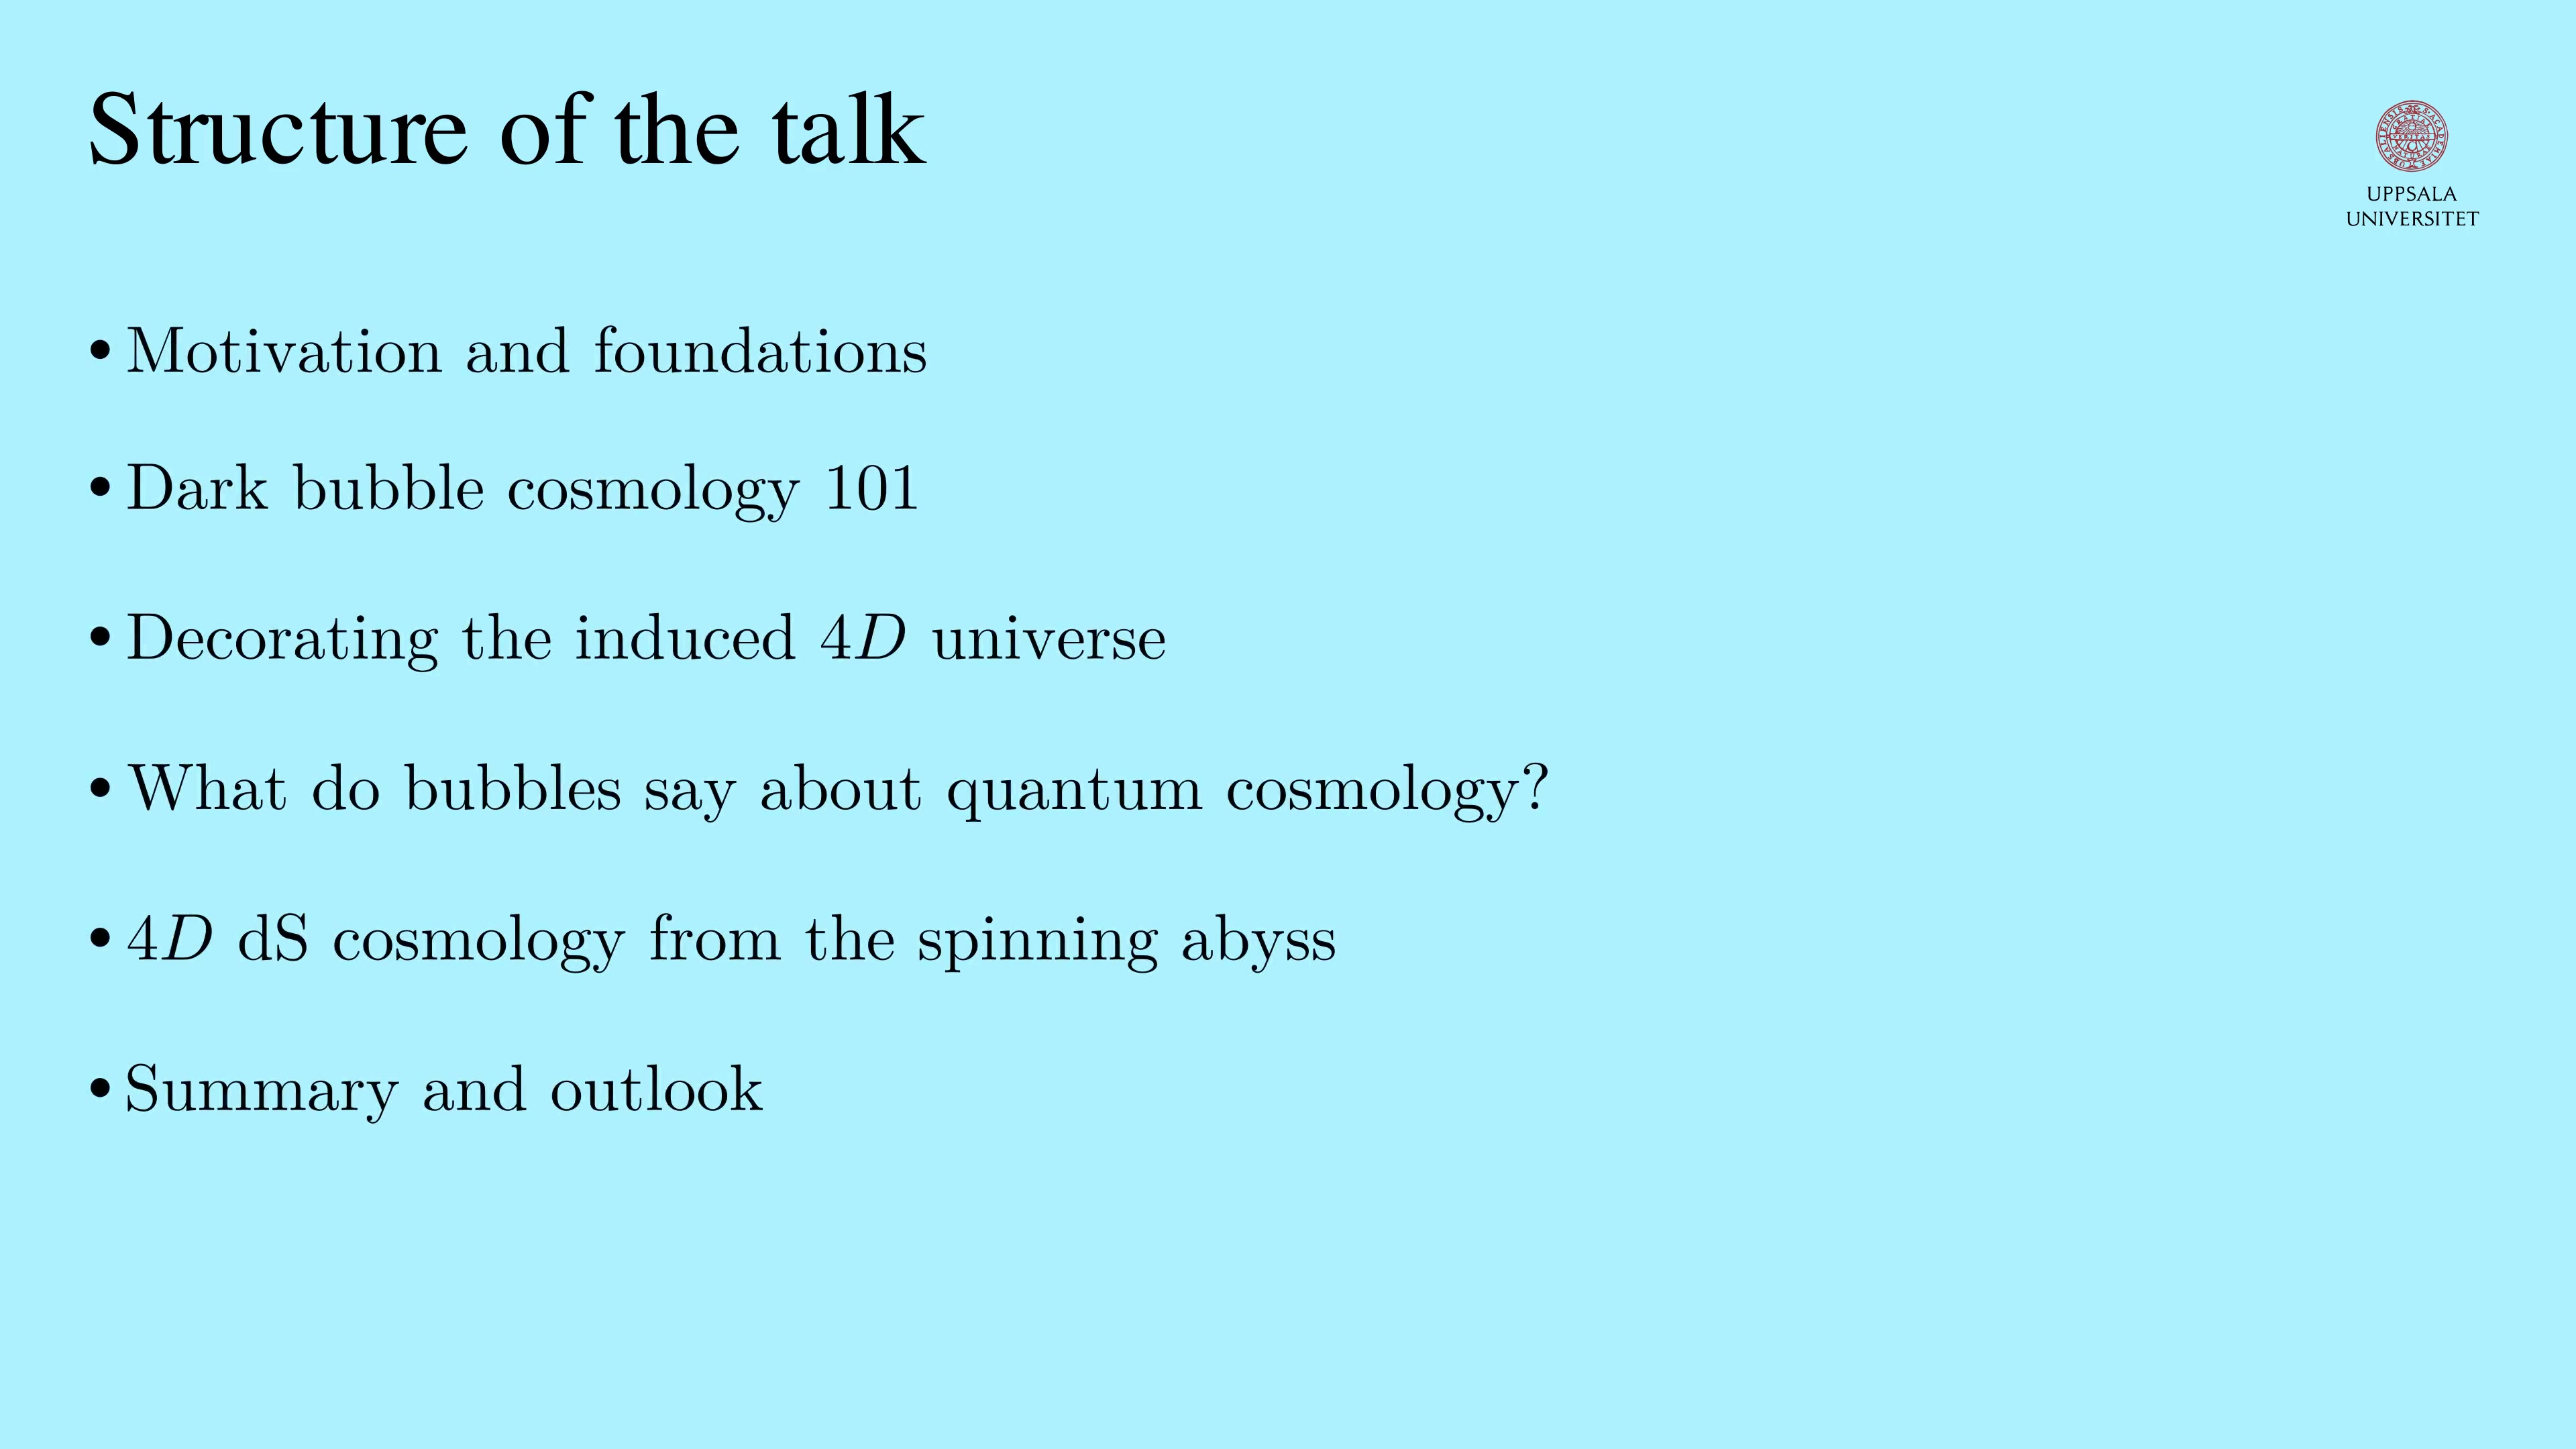 Structure of the talk
UPPSALA
UNIVERSITET
• Motivation and foundations
• Dark bubble cosmology 101
• Decorating the induced 4D universe
• What do bubbles say about quantum cosmology?
• 4D dS cosmology from the spinning abyss
• Summary and outlook